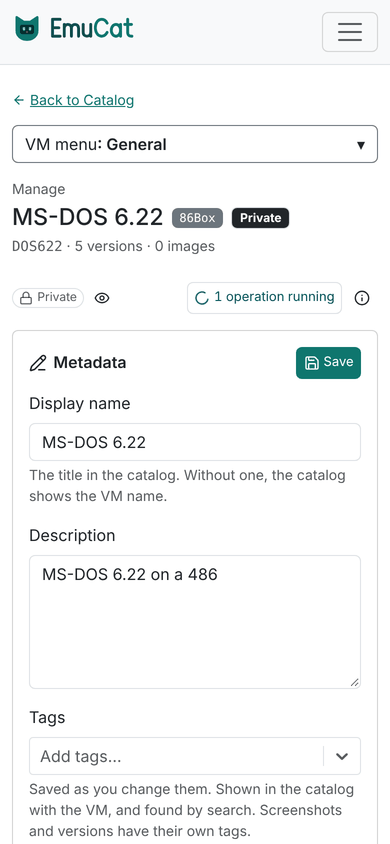 EmuCat
← Back to Catalog
VM menu: General ▼
Manage
MS-DOS 6.22 86Box Private
DOS622 · 5 versions · 0 images
Private 1 operation running
Metadata Save
Display name
MS-DOS 6.22
The title in the catalog. Without one, the catalog
shows the VM name.
Description
MS-DOS 6.22 on a 486
Tags
Add tags...
Saved as you change them. Shown in the catalog
with the VM, and found by search. Screenshots
and versions have their own tags.